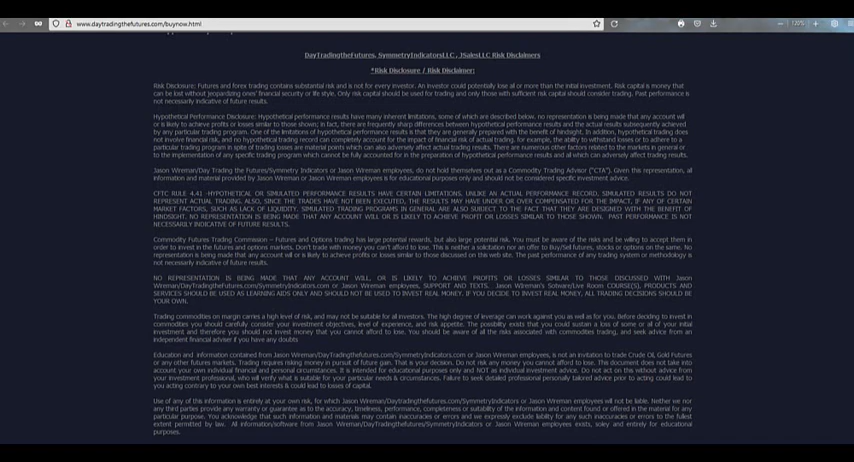 www.daytradingthefutures.com/buynow.html
120%
DayTradingtheFutures, SymmetryIndicatorsLLC , JSalesLLC Risk Disclaimers
*Risk Disclosure / Risk Disclaimer:
Risk Disclosure: Futures and forex trading contains substantial risk and is not for every investor. An investor could potentially lose all or more than the initial investment. Risk capital is money that
can be lost without jeopardizing ones' financial security or life style. Only risk capital should be used for trading and only those with sufficient risk capital should consider trading. Past performance is
not necessarily indicative of future results.
Hypothetical Performance Disclosure: Hypothetical performance results have many inherent limitations, some of which are described below, no representation is being made that any account will
or is likely to achieve profits or losses similar to those shown; in fact, there are frequently sharp differences between hypothetical performance results and the actual results subsequently achieved
by any particular trading program. One of the limitations of hypothetical performance results is that they are generally prepared with the benefit of hindsight. In addition, hypothetical trading does
not involve financial risk, and no hypothetical trading record can completely account for the impact of financial risk of actual trading. For example, the ability to withstand losses or to adhere to a
particular trading program in spite of trading losses are material points which can also adversely affect actual trading results. There are numerous other factors related to the markets in general or
to the implementation of any specific trading program which cannot be fully accounted for in the preparation of hypothetical performance results and all which can adversely affect trading results.
Jason Wireman/Day Trading the Futures/Symmetry Indicators or Jason Wireman employees, do not hold themselves out as a Commodity Trading Advisor ("CTA"). Given this representation, all
information and material provided by Jason Wireman or Jason Wireman employees is for educational purposes only and should not be considered specific investment advice.
CFTC RULE 4.41 -HYPOTHETICAL OR SIMULATED PERFORMANCE RESULTS HAVE CERTAIN LIMITATIONS. UNLIKE AN ACTUAL PERFORMANCE RECORD, SIMULATED RESULTS DO NOT
REPRESENT ACTUAL TRADING. ALSO, SINCE THE TRADES HAVE NOT BEEN EXECUTED, THE RESULTS MAY HAVE UNDER OR OVER COMPENSATED FOR THE IMPACT, IF ANY OF CERTAIN
MARKET FACTORS, SUCH AS LACK OF LIQUIDITY. SIMULATED TRADING PROGRAMS IN GENERAL ARE ALSO SUBJECT TO THE FACT THAT THEY ARE DESIGNED WITH THE BENEFIT OF
HINDSIGHT. NO REPRESENTATION IS BEING MADE THAT ANY ACCOUNT WILL OR IS LIKELY TO ACHIEVE PROFIT OR LOSSES SIMILAR TO THOSE SHOWN. PAST PERFORMANCE IS NOT
NECESSARILY INDICATIVE OF FUTURE RESULTS.
Commodity Futures Trading Commission – Futures and Options trading has large potential rewards, but also large potential risk. You must be aware of the risks and be willing to accept them in
order to invest in the futures and options markets. Don't trade with money you can't afford to lose. This is neither a solicitation nor an offer to Buy/Sell futures, stocks or options on the same. No
representation is being made that any account will or is likely to achieve profits or losses similar to those discussed on this web site. The past performance of any trading system or methodology is
not necessarily indicative of future results.
NO REPRESENTATION IS BEING MADE THAT ANY ACCOUNT WILL, OR IS LIKELY TO ACHIEVE PROFITS OR LOSSES SIMILAR TO THOSE DISCUSSED WITH Jason
Wireman/DayTradingthefutures.com/SymmetryIndicators.com or Jason Wireman employees, SUPPORT AND TEXTS. Jason Wireman's Sotware/Live Room COURSE(S), PRODUCTS AND
SERVICES SHOULD BE USED AS LEARNING AIDS ONLY AND SHOULD NOT BE USED TO INVEST REAL MONEY. IF YOU DECIDE TO INVEST REAL MONEY, ALL TRADING DECISIONS SHOULD BE
YOUR OWN.
Trading commodities on margin carries a high level of risk, and may not be suitable for all investors. The high degree of leverage can work against you as well as for you. Before deciding to invest in
commodities you should carefully consider your investment objectives, level of experience, and risk appetite. The possibility exists that you could sustain a loss of some or all of your initial
investment and therefore you should not invest money that you cannot afford to lose. You should be aware of all the risks associated with commodities trading, and seek advice from an
independent financial adviser if you have any doubts
Education and information contained from Jason Wireman/DayTradingthefutures.com/SymmetryIndicators.com or Jason Wireman employees, is not an invitation to trade Crude Oil, Gold Futures
or any other futures markets. Trading requires risking money in pursuit of future gain. That is your decision. Do not risk any money you cannot afford to lose. This document does not take into
account your own individual financial and personal circumstances. It is intended for educational purposes only and NOT as individual investment advice. Do not act on this without advice from
your investment professional, who will verify what is suitable for your particular needs & circumstances. Failure to seek detailed professional personally tailored advice prior to acting could lead to
you acting contrary to your own best interests & could lead to losses of capital.
Use of any of this information is entirely at your own risk, for which Jason Wireman/DayTradingthefutures.com/SymmetryIndicators or Jason Wireman employees will not be liable. Neither we nor
any third parties provide any warranty or guarantee as to the accuracy, timeliness, performance, completeness or suitability of the information and content found or offered in the material for any
particular purpose. You acknowledge that such information and materials may contain inaccuracies or errors and we expressly exclude liability for any such inaccuracies or errors to the fullest
extent permitted by law. All information/software from Jason Wireman/DayTradingthefutures/SymmetryIndicators or Jason Wireman employees exists, soley and entirely for educational
purposes.